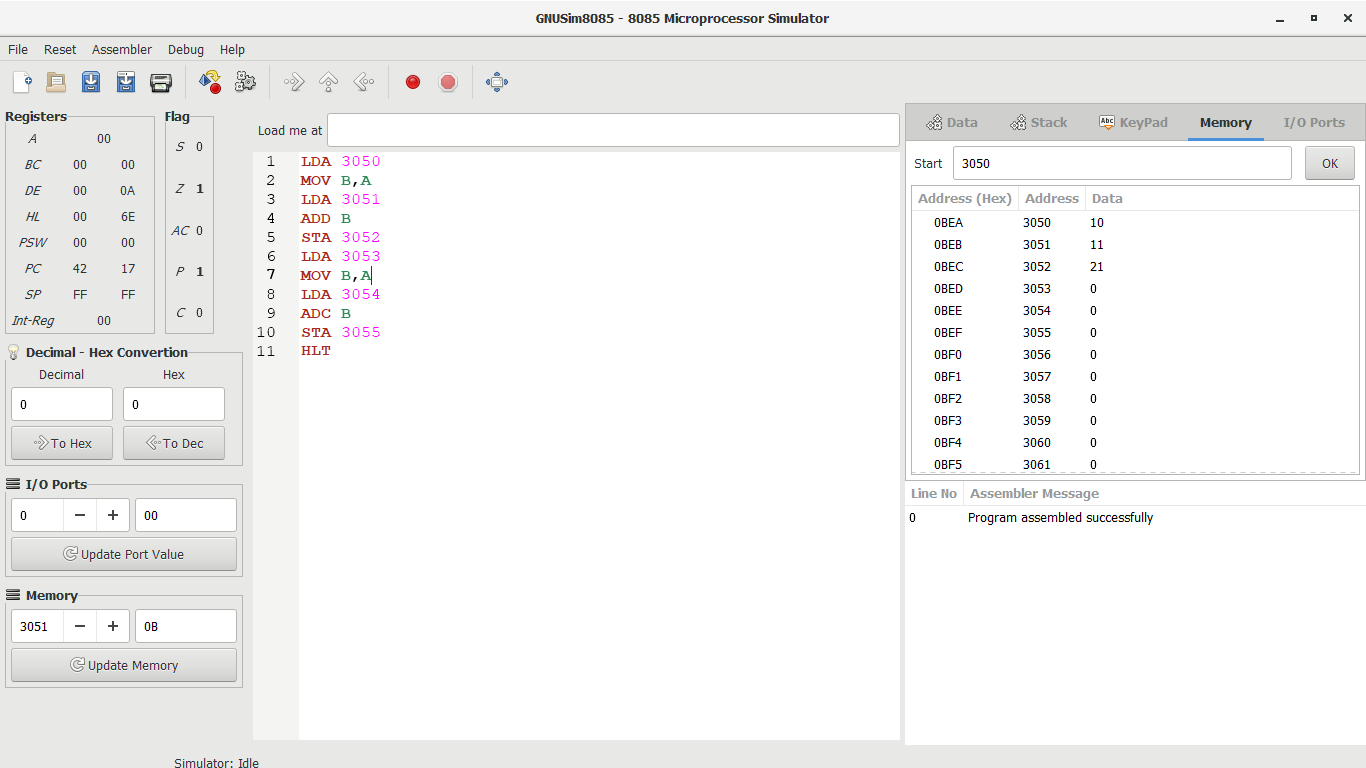 GNUSim8085 - 8085 Microprocessor Simulator
File Reset Assembler Debug Help
Registers
A 00
BC 00 00
DE 00 0A
HL 00 6E
PSW 00 00
PC 42 17
SP FF FF
Int-Reg 00
Flag
S 0
Z 1
AC 0
P 1
C 0
Decimal - Hex Convertion
Decimal Hex
0 0
To Hex To Dec
I/O Ports
0 − + 00
Update Port Value
Memory
3051 − + 0B
Update Memory
Load me at
1 LDA 3050
2 MOV B,A
3 LDA 3051
4 ADD B
5 STA 3052
6 LDA 3053
7 MOV B,A
8 LDA 3054
9 ADC B
10 STA 3055
11 HLT
Data Stack Abc KeyPad Memory I/O Ports
Start 3050 OK
Address (Hex) Address Data
0BEA 3050 10
0BEB 3051 11
0BEC 3052 21
0BED 3053 0
0BEE 3054 0
0BEF 3055 0
0BF0 3056 0
0BF1 3057 0
0BF2 3058 0
0BF3 3059 0
0BF4 3060 0
0BF5 3061 0
Line No Assembler Message
0 Program assembled successfully
Simulator: Idle